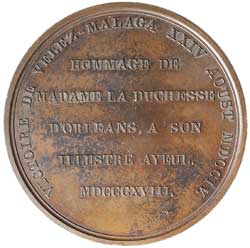 VICTOIRE DE VELEZ-MALAGA XXIV AOUST MDCCIV.
HOMMAGE DE
MADAME LA DUCHESSE
D'ORLEANS, A SON
ILLUSTRE AYEUL.
MDCCCXVIII.